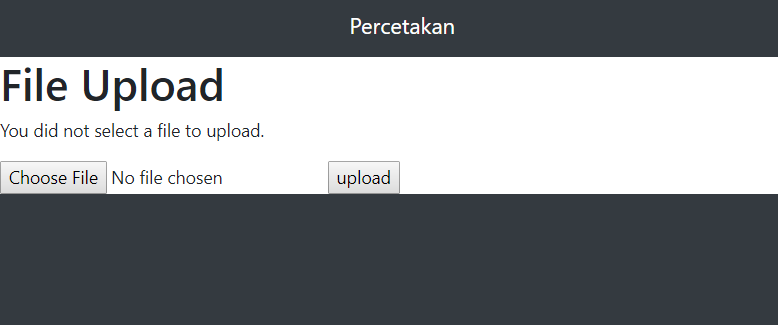 Percetakan
File Upload
You did not select a file to upload.
Choose File No file chosen upload